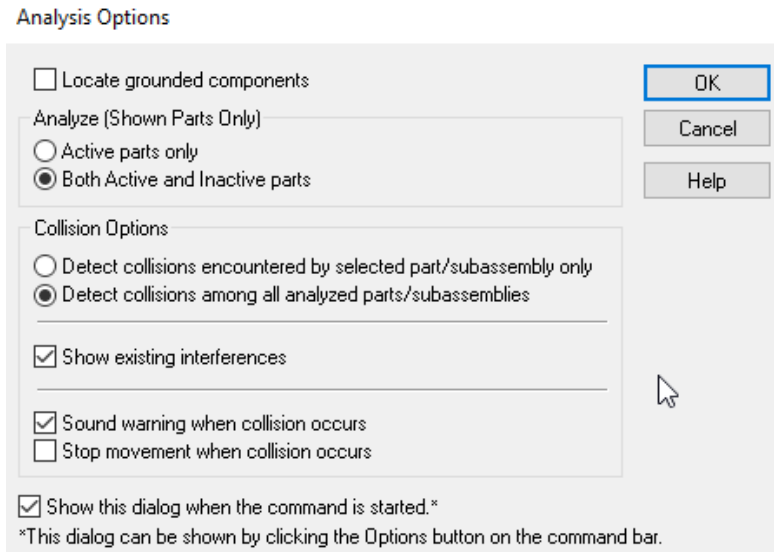 Analysis Options
Locate grounded components
OK
Analyze (Shown Parts Only)
Cancel
Active parts only
Both Active and Inactive parts
Help
Collision Options
Detect collisions encountered by selected part/subassembly only
Detect collisions among all analyzed parts/subassemblies
Show existing interferences
Sound warning when collision occurs
Stop movement when collision occurs
Show this dialog when the command is started.*
*This dialog can be shown by clicking the Options button on the command bar.